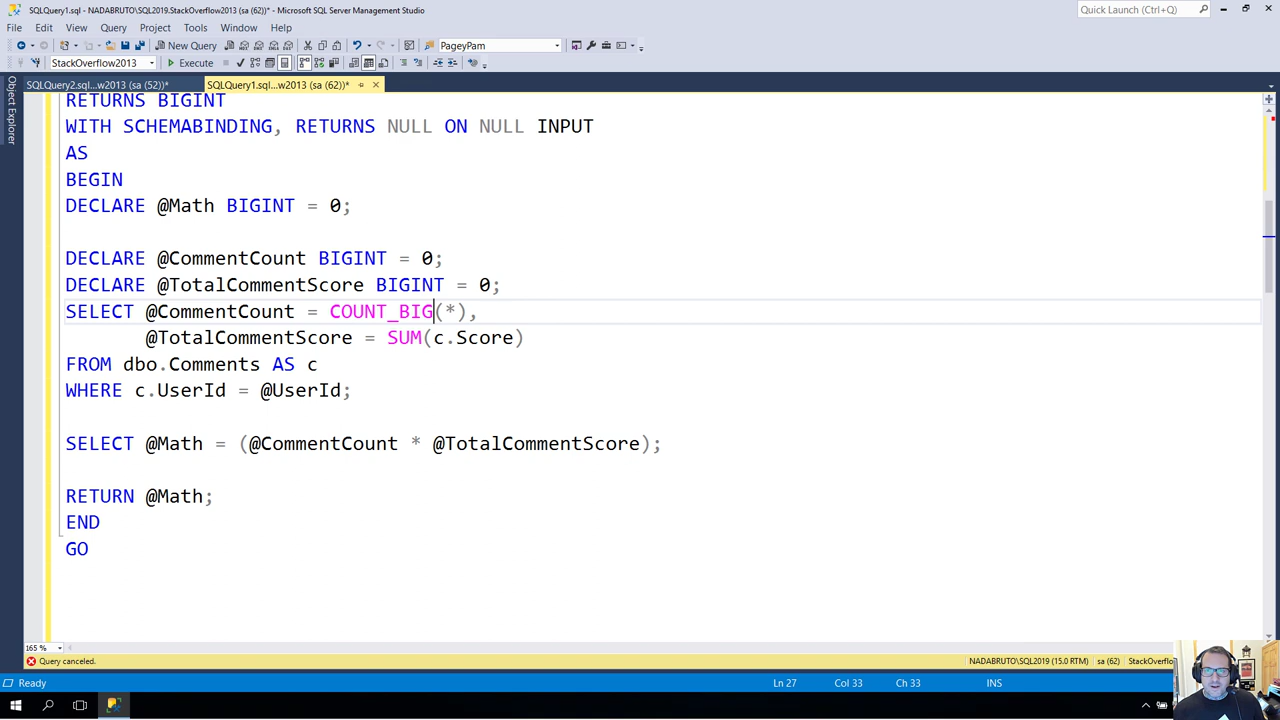 SQLQuery1.sql - NADABRUTO\SQL2019.StackOverflow2013 (sa (62))* - Microsoft SQL Server Management Studio
Quick Launch (Ctrl+Q)
File Edit View Query Project Tools Window Help
New Query
PageyPam
StackOverflow2013
Execute
SQLQuery2.sql...w2013 (sa (52))*
SQLQuery1.sql...w2013 (sa (62))*
Object Explorer
RETURNS BIGINT
WITH SCHEMABINDING, RETURNS NULL ON NULL INPUT
AS
BEGIN
DECLARE @Math BIGINT = 0;
DECLARE @CommentCount BIGINT = 0;
DECLARE @TotalCommentScore BIGINT = 0;
SELECT @CommentCount = COUNT_BIG(*),
@TotalCommentScore = SUM(c.Score)
FROM dbo.Comments AS c
WHERE c.UserId = @UserId;
SELECT @Math = (@CommentCount * @TotalCommentScore);
RETURN @Math;
END
GO
165 %
Query canceled.
NADABRUTO\SQL2019 (15.0 RTM)
sa (62)
StackOverflo
Ready
Ln 27
Col 33
Ch 33
INS